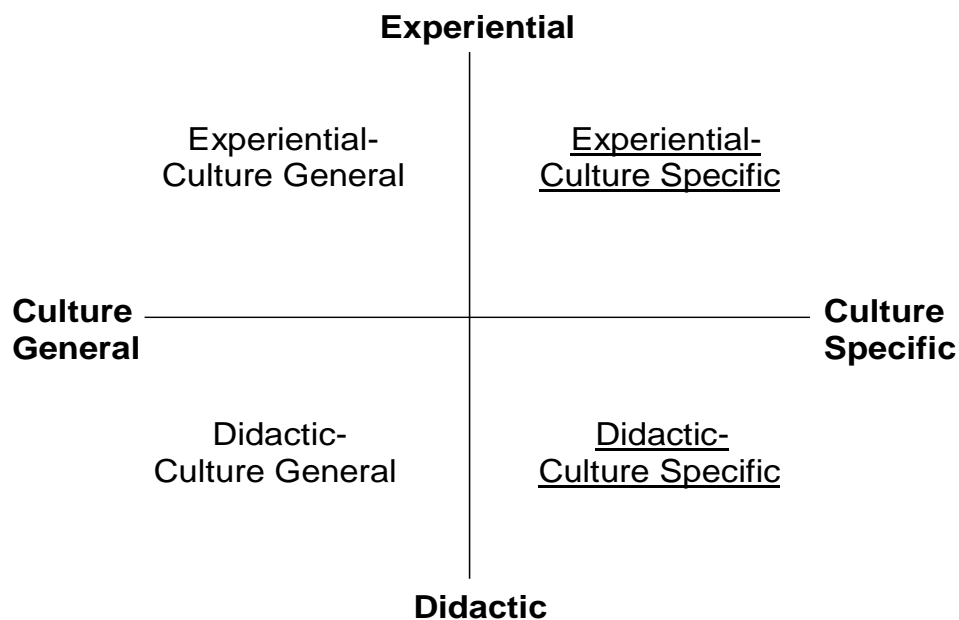 Experiential
Experiential-
Culture General
Experiential-
Culture Specific
Culture
General
Culture
Specific
Didactic-
Culture General
Didactic-
Culture Specific
Didactic